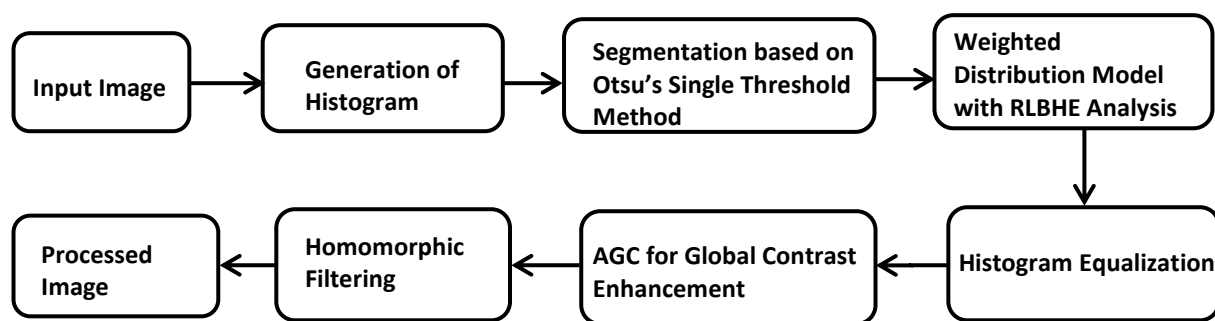 Input Image
Generation of
Histogram
Segmentation based on
Otsu's Single Threshold
Method
Weighted
Distribution Model
with RLBHE Analysis
Histogram Equalization
AGC for Global Contrast
Enhancement
Homomorphic
Filtering
Processed
Image